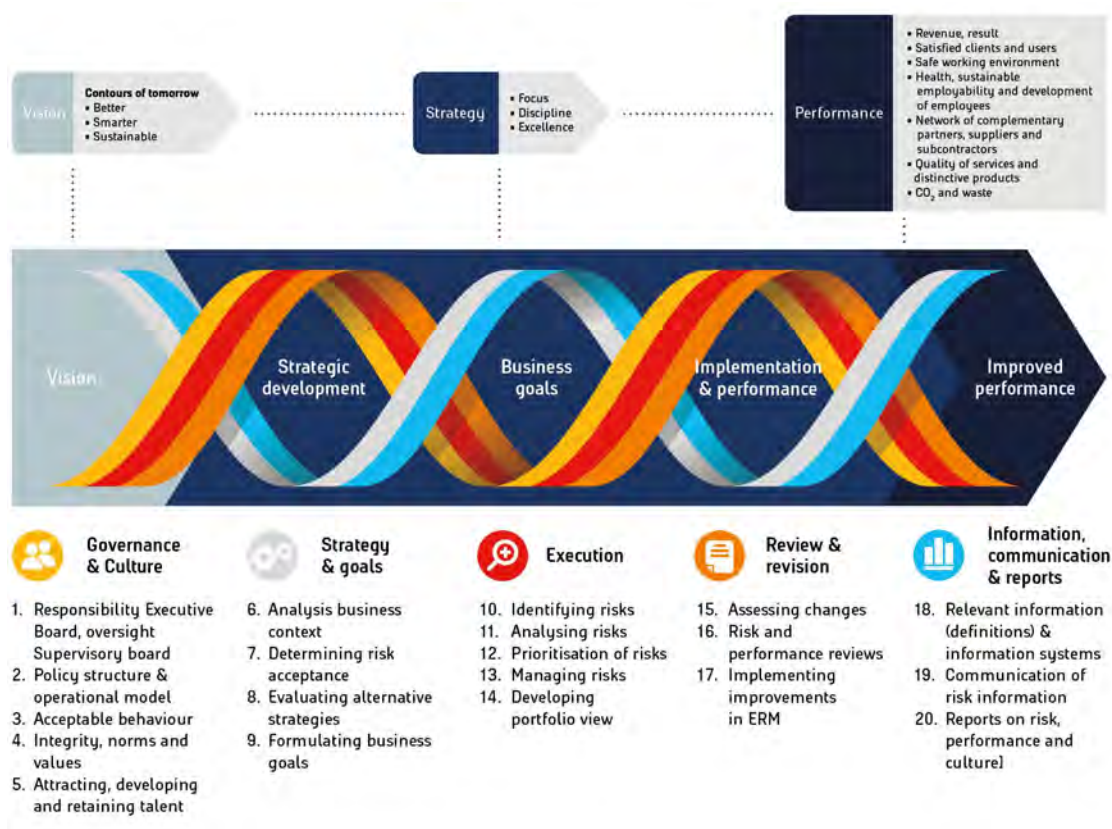 Vision
Contours of tomorrow
▪ Better
▪ Smarter
▪ Sustainable
Strategy
▪ Focus
▪ Discipline
▪ Excellence
Performance
▪ Revenue, result
▪ Satisfied clients and users
▪ Safe working environment
▪ Health, sustainable
employability and development
of employees
▪ Network of complementary
partners, suppliers and
subcontractors
▪ Quality of services and
distinctive products
▪ CO₂ and waste
Vision
Strategic
development
Business
goals
Implementation
& performance
Improved
performance
Governance
& Culture
1. Responsibility Executive
Board, oversight
Supervisory board
2. Policy structure &
operational model
3. Acceptable behaviour
4. Integrity, norms and
values
5. Attracting, developing
and retaining talent
Strategy
& goals
6. Analysis business
context
7. Determining risk
acceptance
8. Evaluating alternative
strategies
9. Formulating business
goals
Execution
10. Identifying risks
11. Analysing risks
12. Prioritisation of risks
13. Managing risks
14. Developing
portfolio view
Review &
revision
15. Assessing changes
16. Risk and
performance reviews
17. Implementing
improvements
in ERM
Information,
communication
& reports
18. Relevant information
(definitions) &
information systems
19. Communication of
risk information
20. Reports on risk,
performance and
culture]